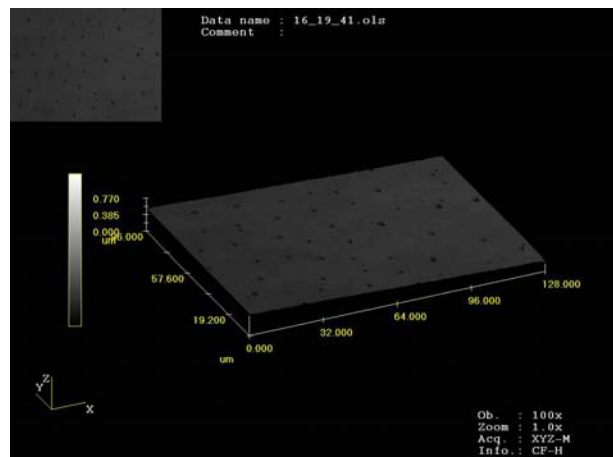 Data name : 16_19_41.ols
Comment :
0.770
0.385
0.000
um
96.000
57.600
19.200
0.000
um
32.000
64.000
96.000
128.000
Z
Y
X
Ob. : 100x
Zoom : 1.0x
Acq. : XYZ-M
Info.: CF-H